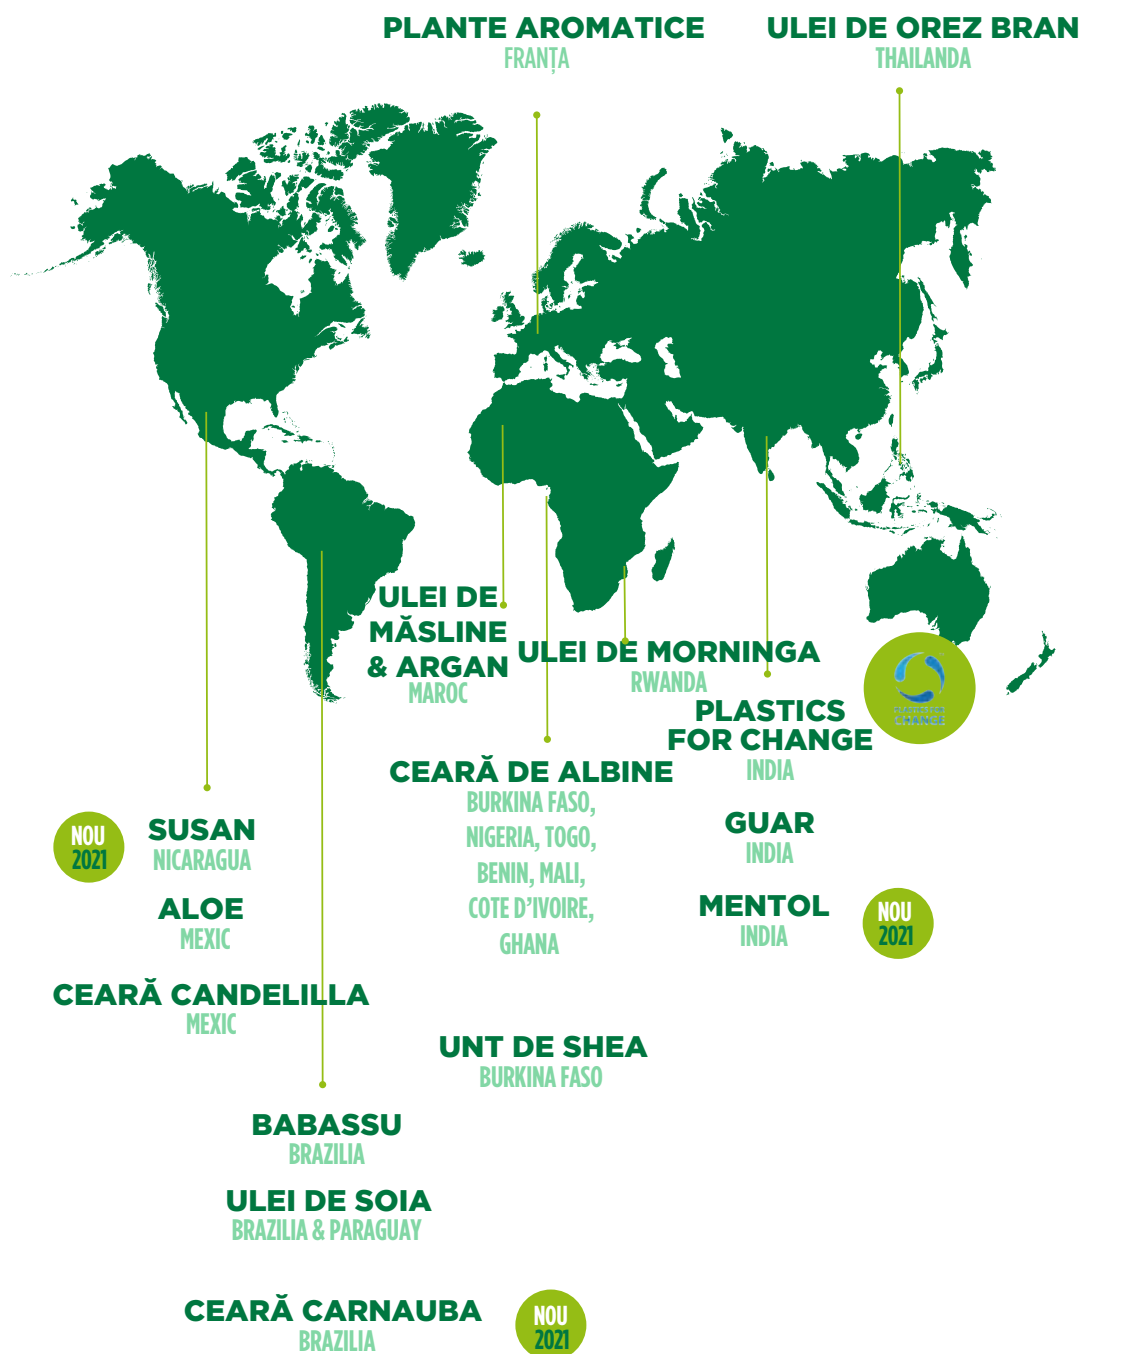 PLANTE AROMATICE
FRANȚA
ULEI DE OREZ BRAN
THAILANDA
ULEI DE
MĂSLINE
& ARGAN
MAROC
ULEI DE MORNINGA
RWANDA
PLASTICS
FOR CHANGE
INDIA
CHANGE
CEARĂ DE ALBINE
BURKINA FASO,
NIGERIA, TOGO,
BENIN, MALI,
COTE D'IVOIRE,
GHANA
NOU
2021
SUSAN
NICARAGUA
GUAR
INDIA
ALOE
MEXIC
MENTOL
INDIA
NOU
2021
CEARĂ CANDELILLA
MEXIC
UNT DE SHEA
BURKINA FASO
BABASSU
BRAZILIA
ULEI DE SOIA
BRAZILIA & PARAGUAY
CEARĂ CARNAUBA
BRAZILIA
NOU
2021